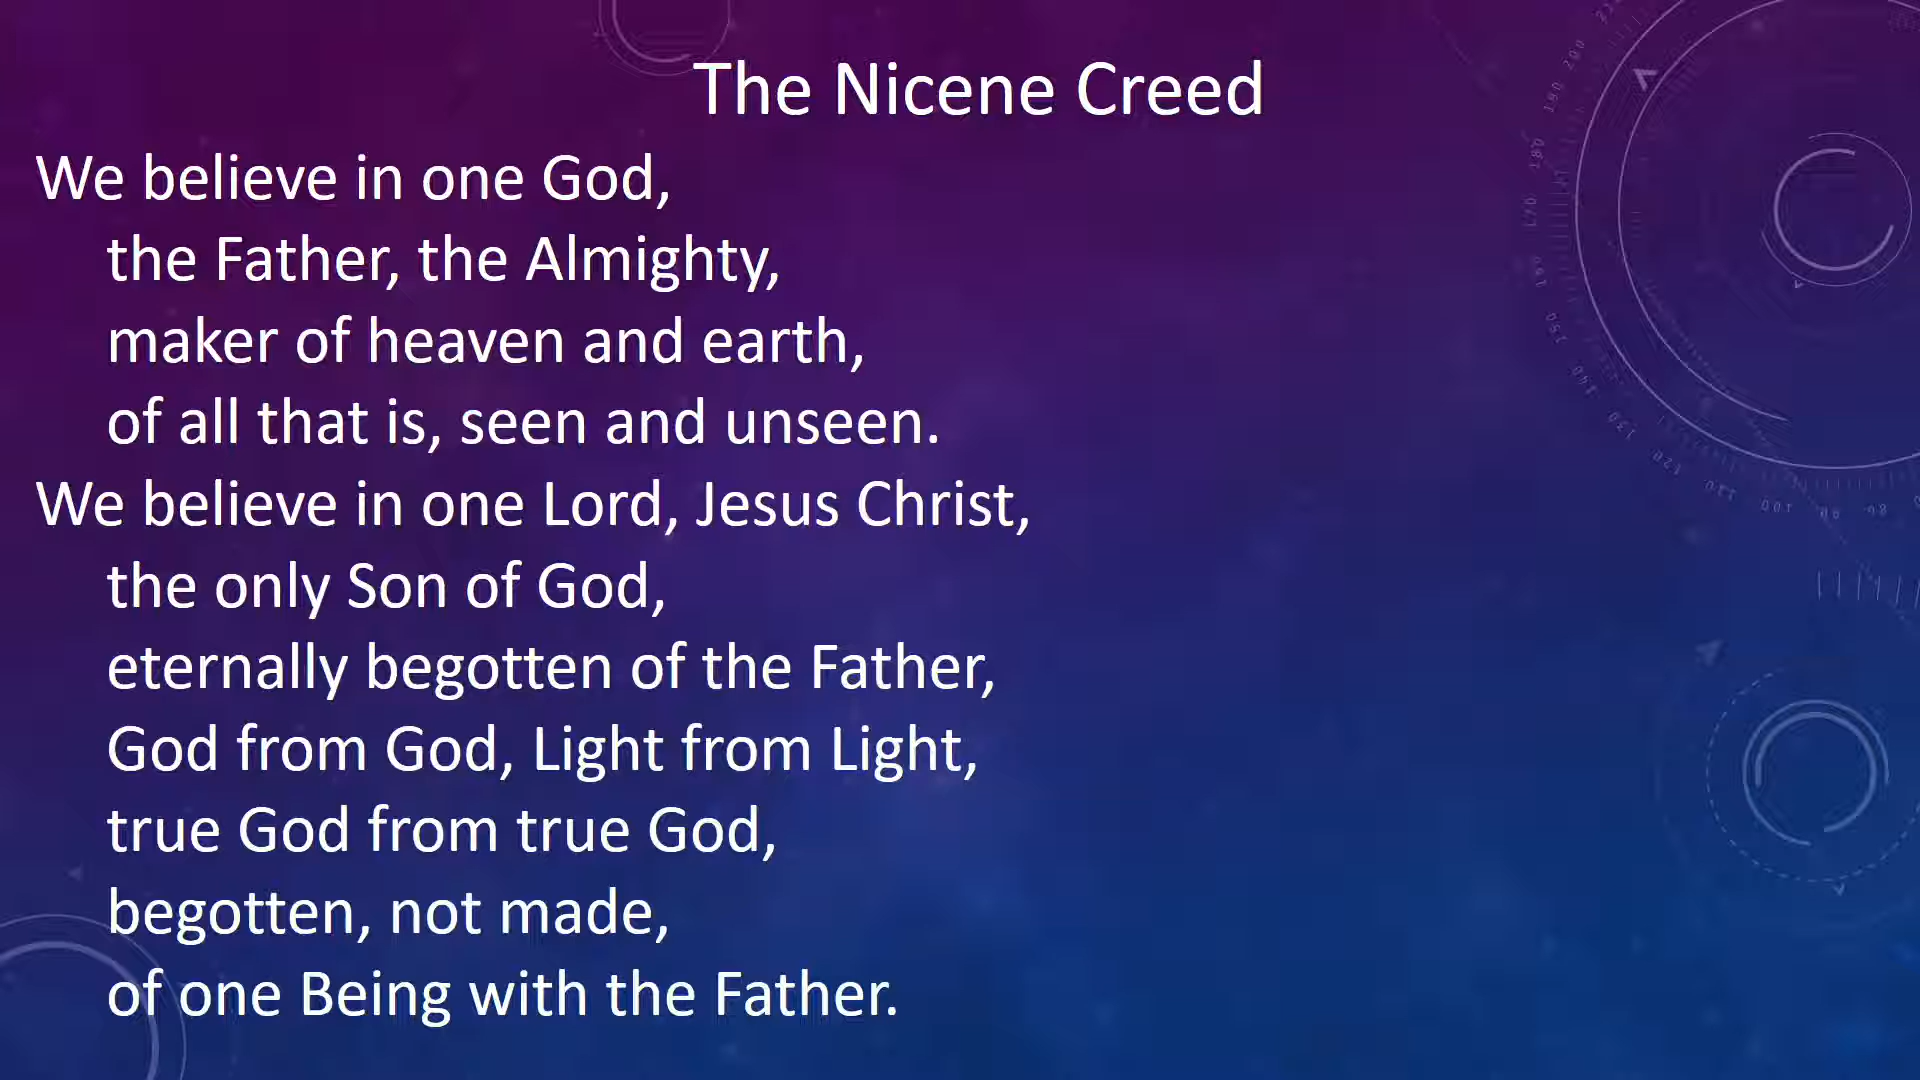 The Nicene Creed
We believe in one God,
the Father, the Almighty,
maker of heaven and earth,
of all that is, seen and unseen.
We believe in one Lord, Jesus Christ,
the only Son of God,
eternally begotten of the Father,
God from God, Light from Light,
true God from true God,
begotten, not made,
of one Being with the Father.